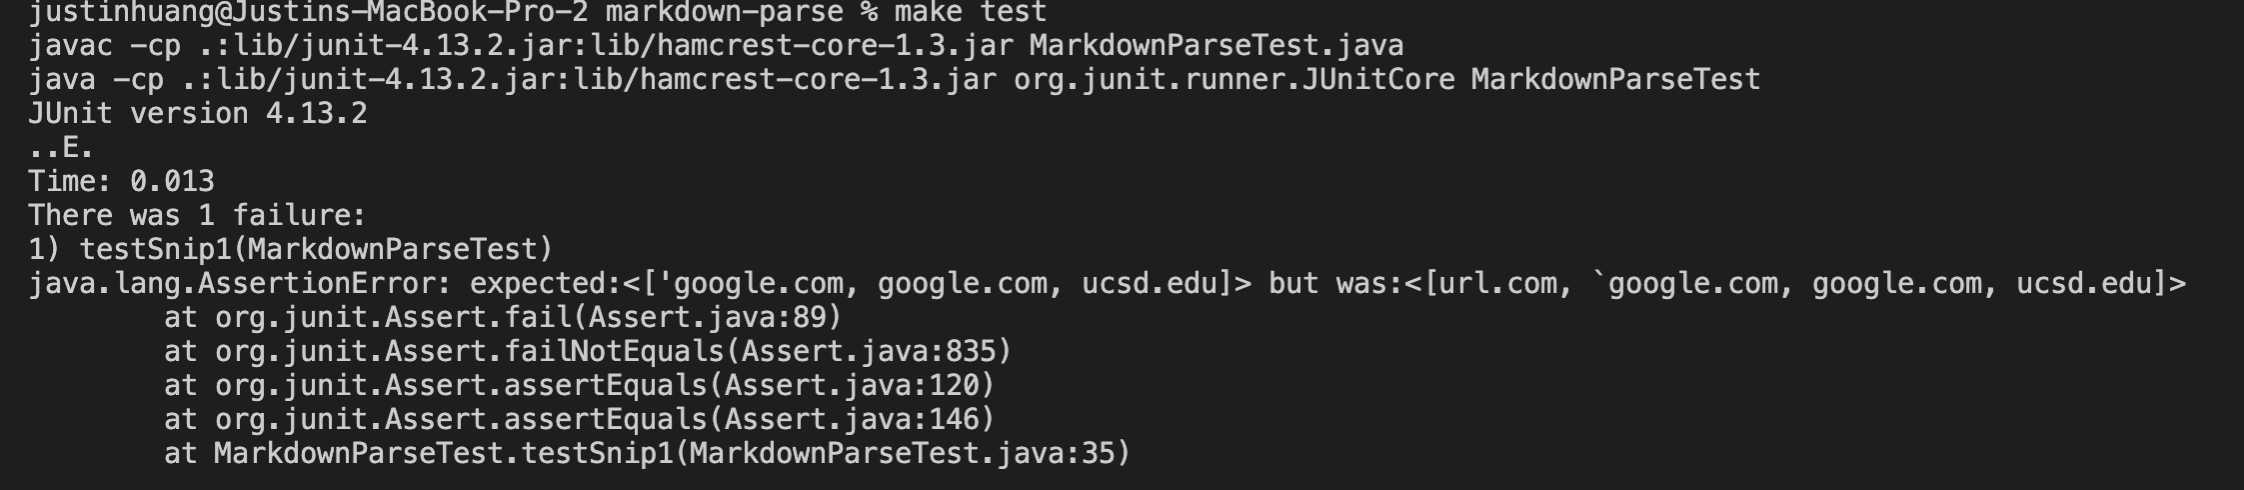 justinhuang@Justins-MacBook-Pro-2 markdown-parse % make test
javac -cp .:lib/junit-4.13.2.jar:lib/hamcrest-core-1.3.jar MarkdownParseTest.java
java -cp .:lib/junit-4.13.2.jar:lib/hamcrest-core-1.3.jar org.junit.runner.JUnitCore MarkdownParseTest
JUnit version 4.13.2
..E.
Time: 0.013
There was 1 failure:
1) testSnip1(MarkdownParseTest)
java.lang.AssertionError: expected:<['google.com, google.com, ucsd.edu]> but was:<[url.com, `google.com, google.com, ucsd.edu]>
        at org.junit.Assert.fail(Assert.java:89)
        at org.junit.Assert.failNotEquals(Assert.java:835)
        at org.junit.Assert.assertEquals(Assert.java:120)
        at org.junit.Assert.assertEquals(Assert.java:146)
        at MarkdownParseTest.testSnip1(MarkdownParseTest.java:35)